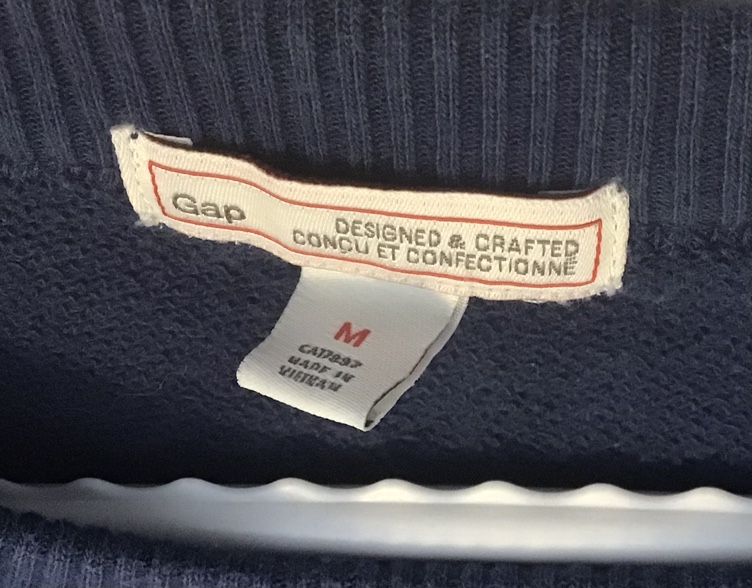 Gap
DESIGNED & CRAFTED
CONCU ET CONFECTIONNÉ
M
MADE IN
VIETNAM